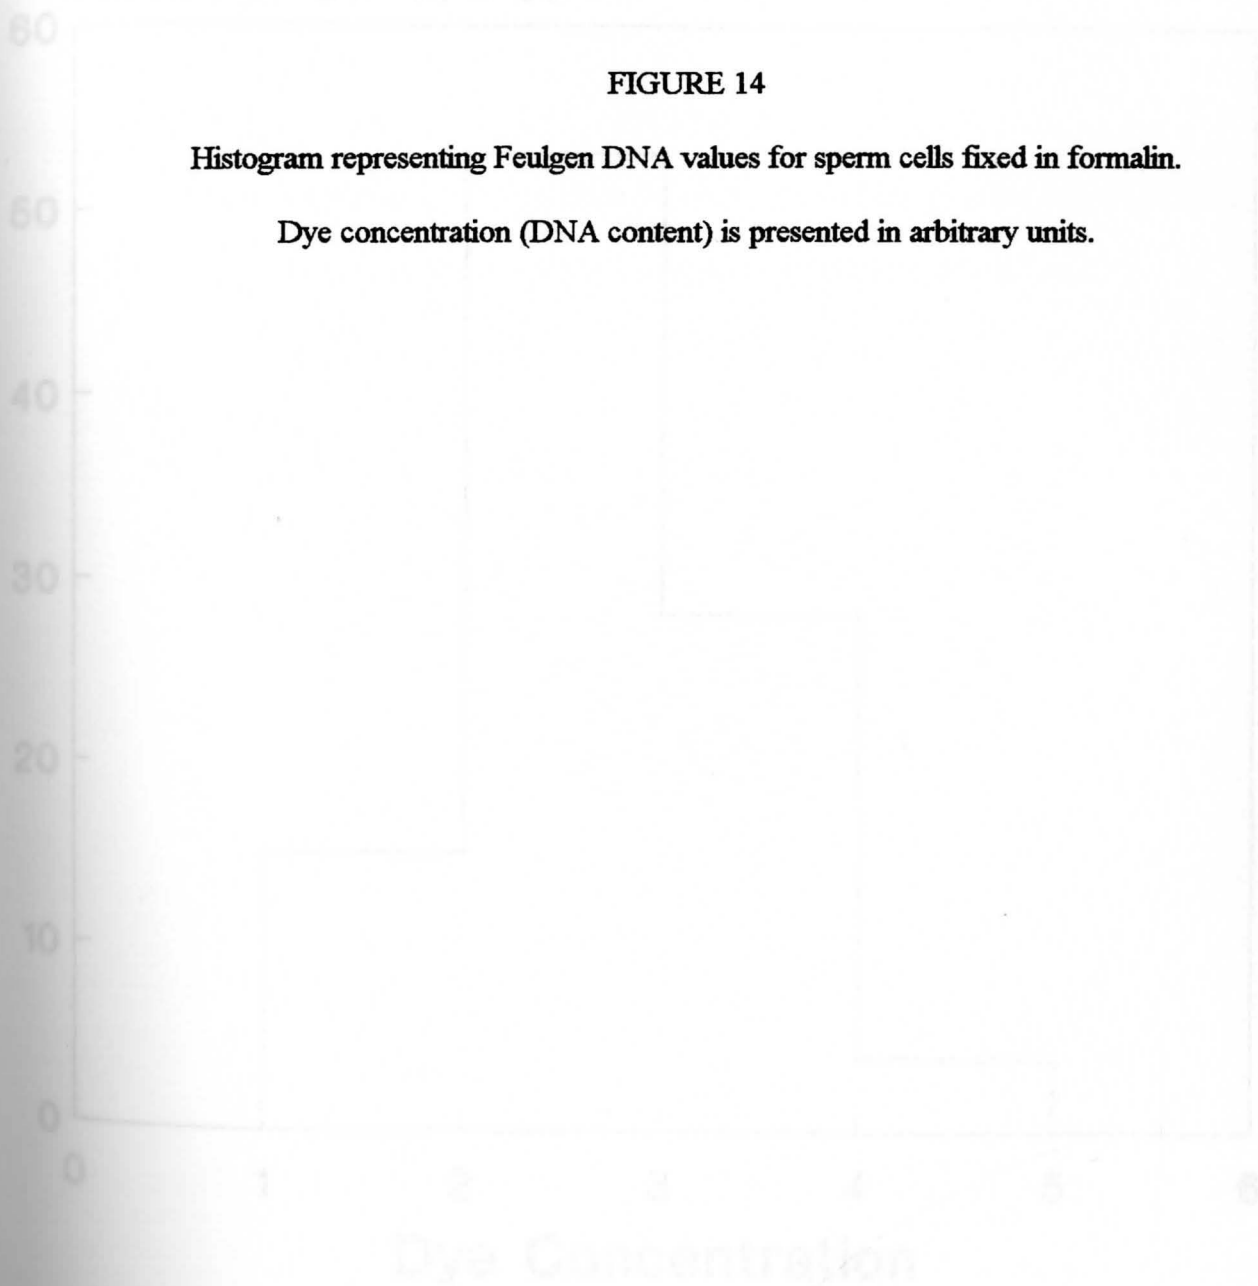 60
FIGURE 14
Histogram representing Feulgen DNA values for sperm cells fixed in formalin.
50
Dye concentration (DNA content) is presented in arbitrary units.
40
30
20
10
0
0 1 2 3 4 5 6
Dye Concentration